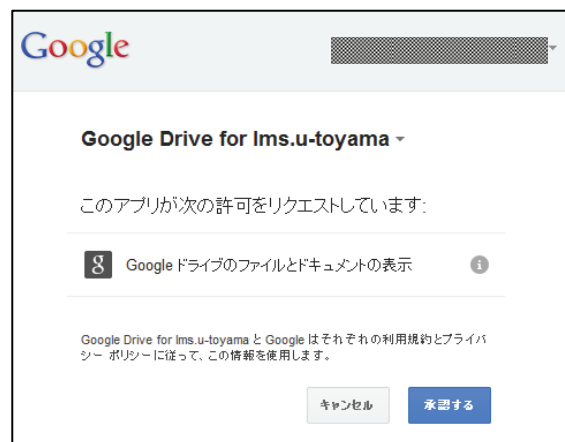 Google
Google Drive for lms.u-toyama
このアプリが次の許可をリクエストしています:
g Google ドライブのファイルとドキュメントの表示 i
Google Drive for lms.u-toyama と Google はそれぞれの利用規約とプライバ
シー ポリシーに従って、この情報を使用します。
キャンセル 承認する